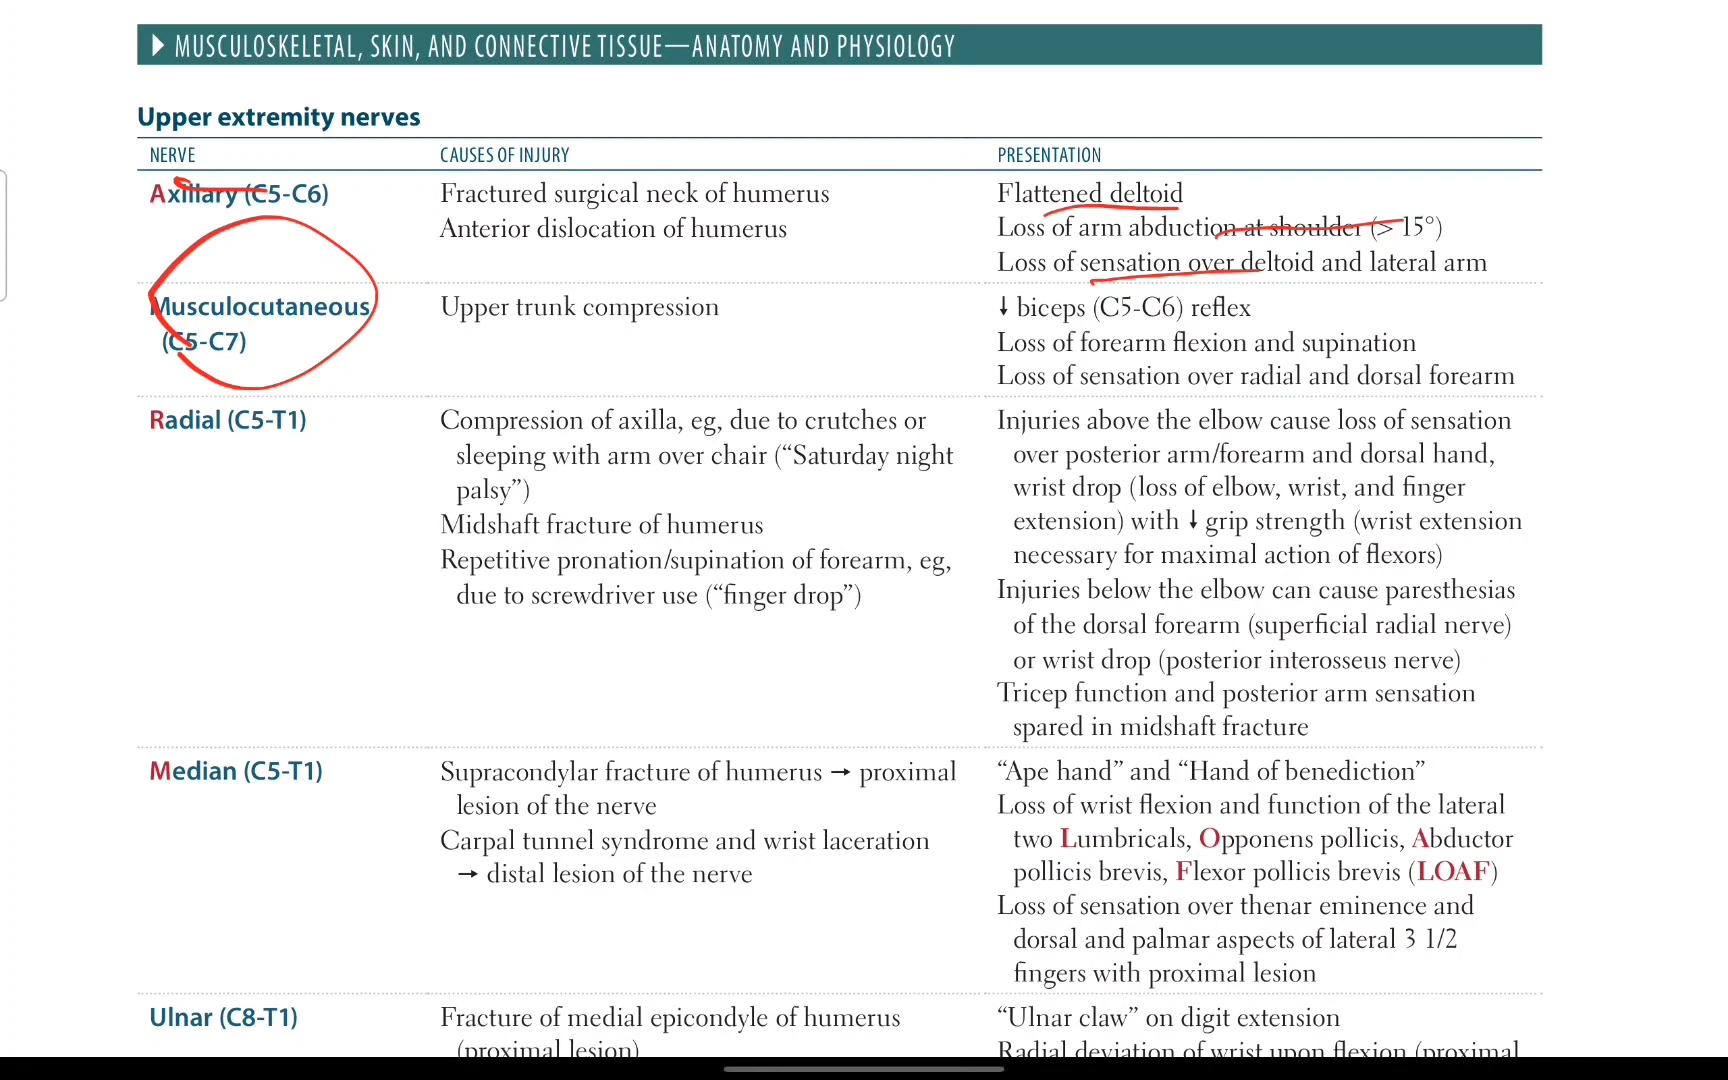 MUSCULOSKELETAL, SKIN, AND CONNECTIVE TISSUE—ANATOMY AND PHYSIOLOGY
Upper extremity nerves
NERVE CAUSES OF INJURY PRESENTATION
Axillary (C5-C6) Fractured surgical neck of humerus Flattened deltoid
Anterior dislocation of humerus Loss of arm abduction at shoulder (> 15°)
Loss of sensation over deltoid and lateral arm
Musculocutaneous Upper trunk compression ↓ biceps (C5-C6) reflex
(C5-C7) Loss of forearm flexion and supination
Loss of sensation over radial and dorsal forearm
Radial (C5-T1) Compression of axilla, eg, due to crutches or Injuries above the elbow cause loss of sensation
sleeping with arm over chair (“Saturday night over posterior arm/forearm and dorsal hand,
palsy”) wrist drop (loss of elbow, wrist, and finger
Midshaft fracture of humerus extension) with ↓ grip strength (wrist extension
Repetitive pronation/supination of forearm, eg, necessary for maximal action of flexors)
due to screwdriver use (“finger drop”) Injuries below the elbow can cause paresthesias
of the dorsal forearm (superficial radial nerve)
or wrist drop (posterior interosseus nerve)
Tricep function and posterior arm sensation
spared in midshaft fracture
Median (C5-T1) Supracondylar fracture of humerus → proximal “Ape hand” and “Hand of benediction”
lesion of the nerve Loss of wrist flexion and function of the lateral
Carpal tunnel syndrome and wrist laceration two Lumbricals, Opponens pollicis, Abductor
→ distal lesion of the nerve pollicis brevis, Flexor pollicis brevis (LOAF)
Loss of sensation over thenar eminence and
dorsal and palmar aspects of lateral 3 1/2
fingers with proximal lesion
Ulnar (C8-T1) Fracture of medial epicondyle of humerus “Ulnar claw” on digit extension
(proximal lesion) Radial deviation of wrist upon flexion (proximal